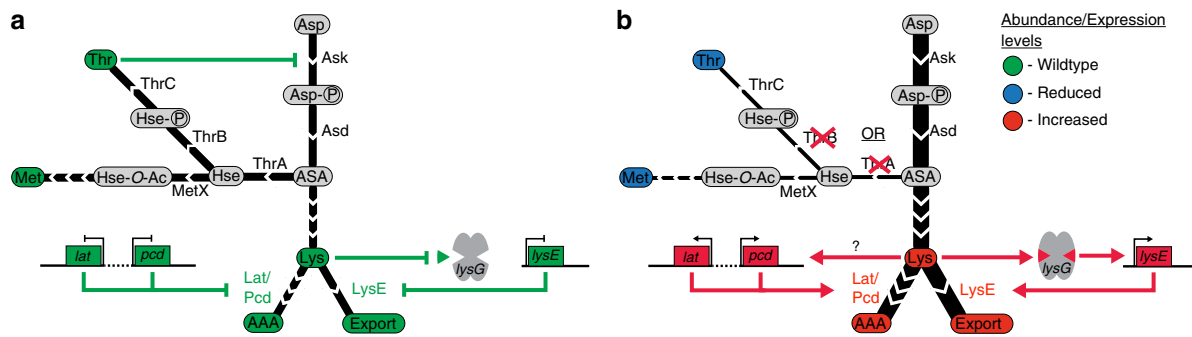 a
Asp
Thr
Ask
ThrC
Asp-P
Hse-P
ThrB
Asd
ThrA
Met
Hse-O-Ac
Hse
ASA
MetX
lat
pcd
Lys
lysG
lysE
Lat/
Pcd
LysE
AAA
Export
b
Asp
Thr
Ask
ThrC
Asp-P
Hse-P
ThrB
OR
Asd
ThrA
Met
Hse-O-Ac
Hse
ASA
MetX
?
lat
pcd
Lys
lysG
lysE
Lat/
Pcd
LysE
AAA
Export
Abundance/Expression
levels
- Wildtype
- Reduced
- Increased